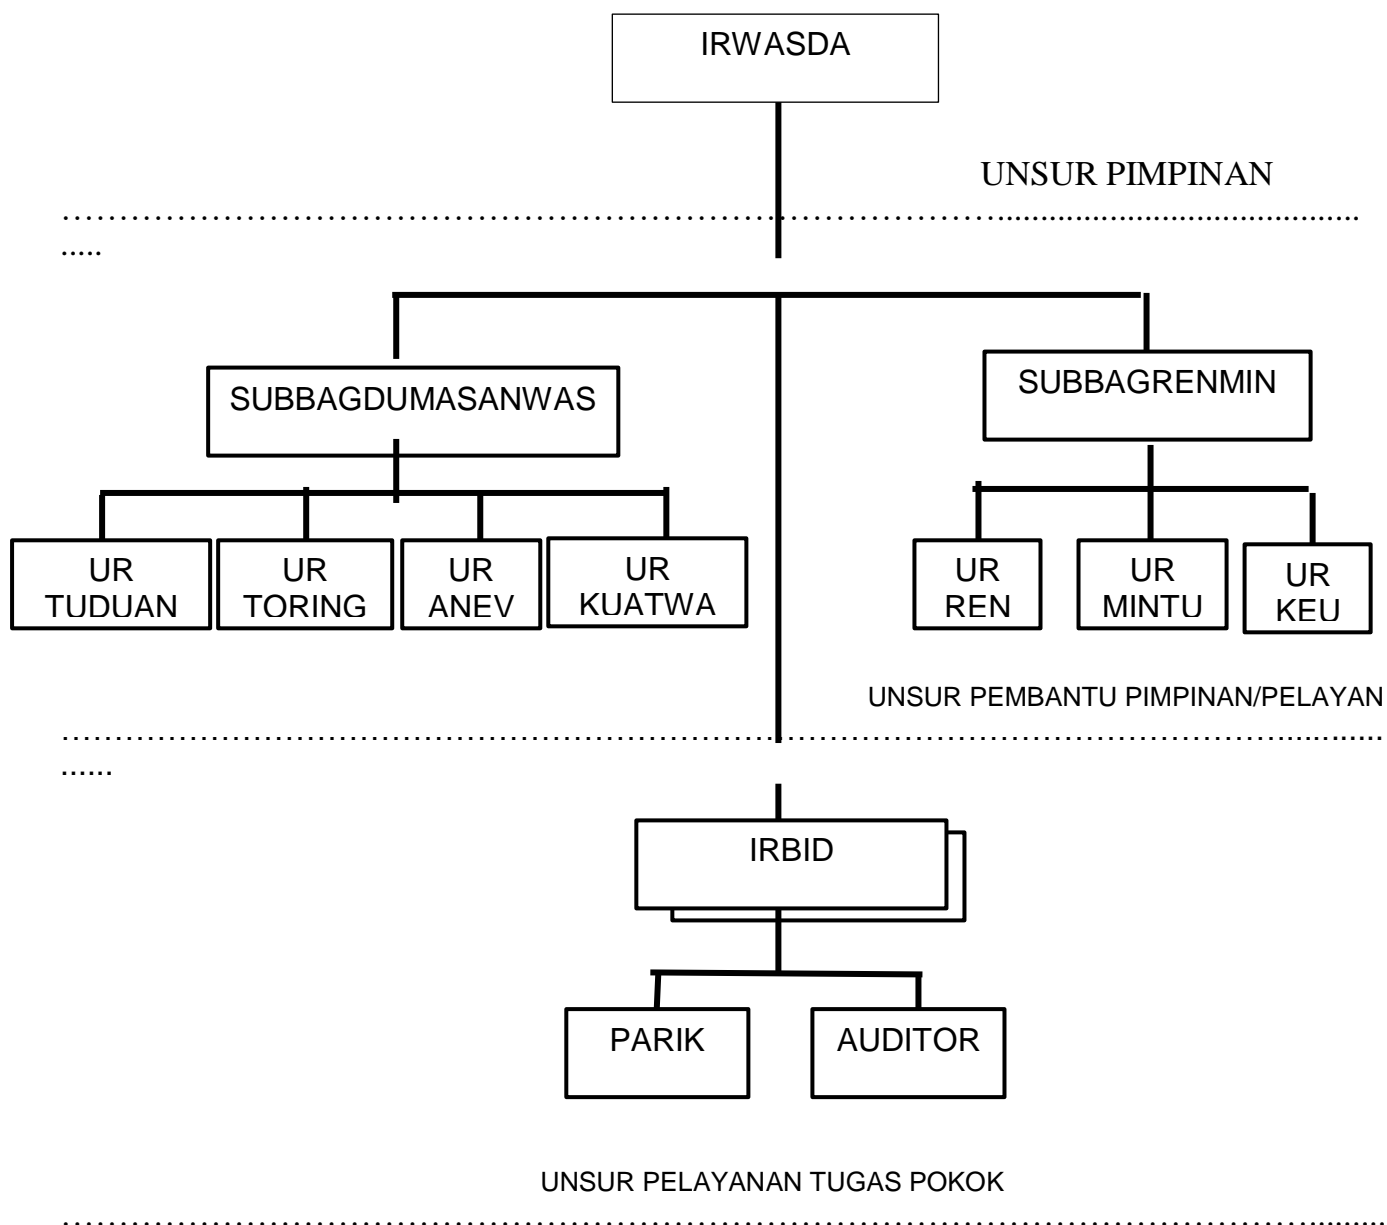 IRWASDA
UNSUR PIMPINAN
SUBBAGDUMASANWAS
SUBBAGRENMIN
UR
TUDUAN
UR
TORING
UR
ANEV
UR
KUATWA
UR
REN
UR
MINTU
UR
KEU
UNSUR PEMBANTU PIMPINAN/PELAYAN
IRBID
PARIK
AUDITOR
UNSUR PELAYANAN TUGAS POKOK